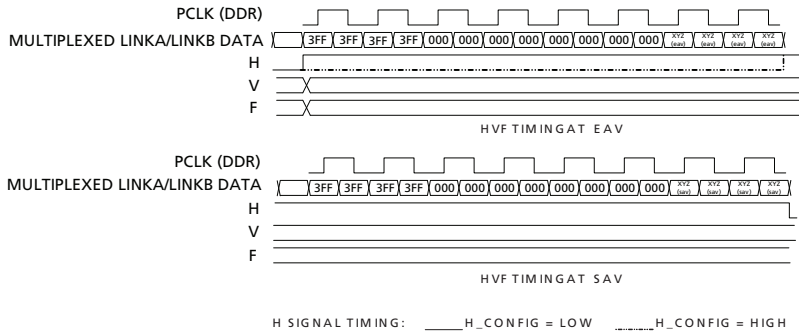 PCLK (DDR)
MULTIPLEXED LINKA/LINKB DATA 3FF 3FF 3FF 3FF 000 000 000 000 000 000 000 000 XYZ (eav) XYZ (eav) XYZ (eav) XYZ (eav)
H
V
F
HVF TIMINGAT EAV
PCLK (DDR)
MULTIPLEXED LINKA/LINKB DATA 3FF 3FF 3FF 3FF 000 000 000 000 000 000 000 000 XYZ (sav) XYZ (sav) XYZ (sav) XYZ (sav)
H
V
F
HVF TIMINGAT SAV
H SIGNAL TIMING: H_CONFIG = LOW H_CONFIG = HIGH